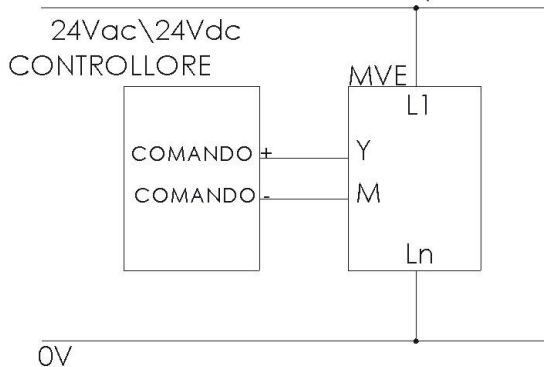 24Vac\24Vdc
CONTROLLORE
MVE
L1
COMANDO + Y
COMANDO - M
Ln
0V